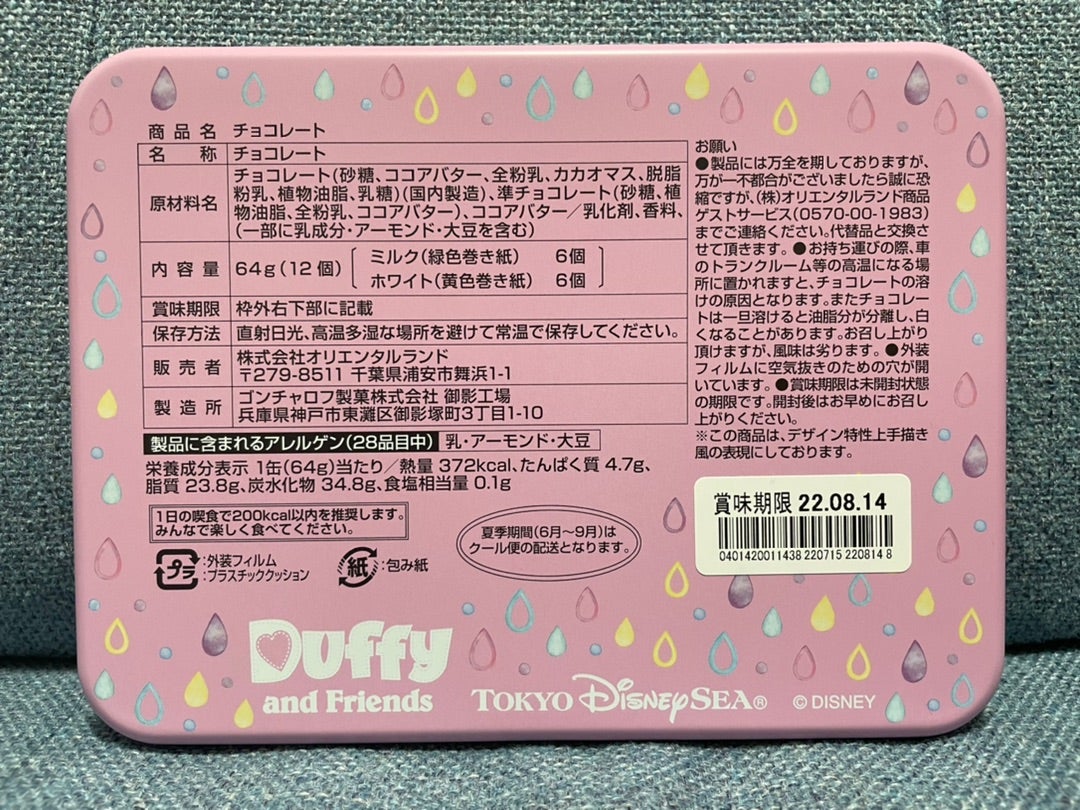 商品名 チョコレート
名称 チョコレート
原材料名 チョコレート(砂糖、ココアバター、全粉乳、カカオマス、脱脂
粉乳、植物油脂、乳糖)(国内製造)、準チョコレート(砂糖、植
物油脂、全粉乳、ココアバター)、ココアバター/乳化剤、香料、
(一部に乳成分・アーモンド・大豆を含む)
内容量 64g(12個) ミルク(緑色巻き紙) 6個
ホワイト(黄色巻き紙) 6個
賞味期限 枠外右下部に記載
保存方法 直射日光、高温多湿な場所を避けて常温で保存してください。
販売者 株式会社オリエンタルランド
〒279-8511 千葉県浦安市舞浜1-1
製造所 ゴンチャロフ製菓株式会社 御影工場
兵庫県神戸市東灘区御影塚町3丁目1-10
製品に含まれるアレルゲン(28品目中) 乳・アーモンド・大豆
栄養成分表示 1缶(64g)当たり/熱量 372kcal、たんぱく質 4.7g、
脂質 23.8g、炭水化物 34.8g、食塩相当量 0.1g
1日の喫食で200kcal以内を推奨します。
みんなで楽しく食べてください。
プラ :外装フィルム
:プラスチッククッション
紙 :包み紙
夏季期間(6月〜9月)は
クール便の配送となります。
お願い
●製品には万全を期しておりますが、
万が一不都合がございましたら誠に恐
縮ですが、(株)オリエンタルランド商品
ゲストサービス(0570-00-1983)
までご連絡ください。代替品と交換さ
せて頂きます。●お持ち運びの際、車
のトランクルーム等の高温になる場
所に置かれますと、チョコレートの溶
けの原因となります。またチョコレー
トは一旦溶けると油脂分が分離し、白
くなることがあります。お召し上がり
頂けますが、風味は劣ります。●外装
フィルムに空気抜きのための穴が開
いています。●賞味期限は未開封状態
の期限です。開封後はお早めにお召し
上がりください。
※この商品は、デザイン特性上手描き
風の表現にしております。
賞味期限 22.08.14
0401420011438 220715 220814 8
Duffy
and Friends
TOKYO DISNEY SEA®
© DISNEY